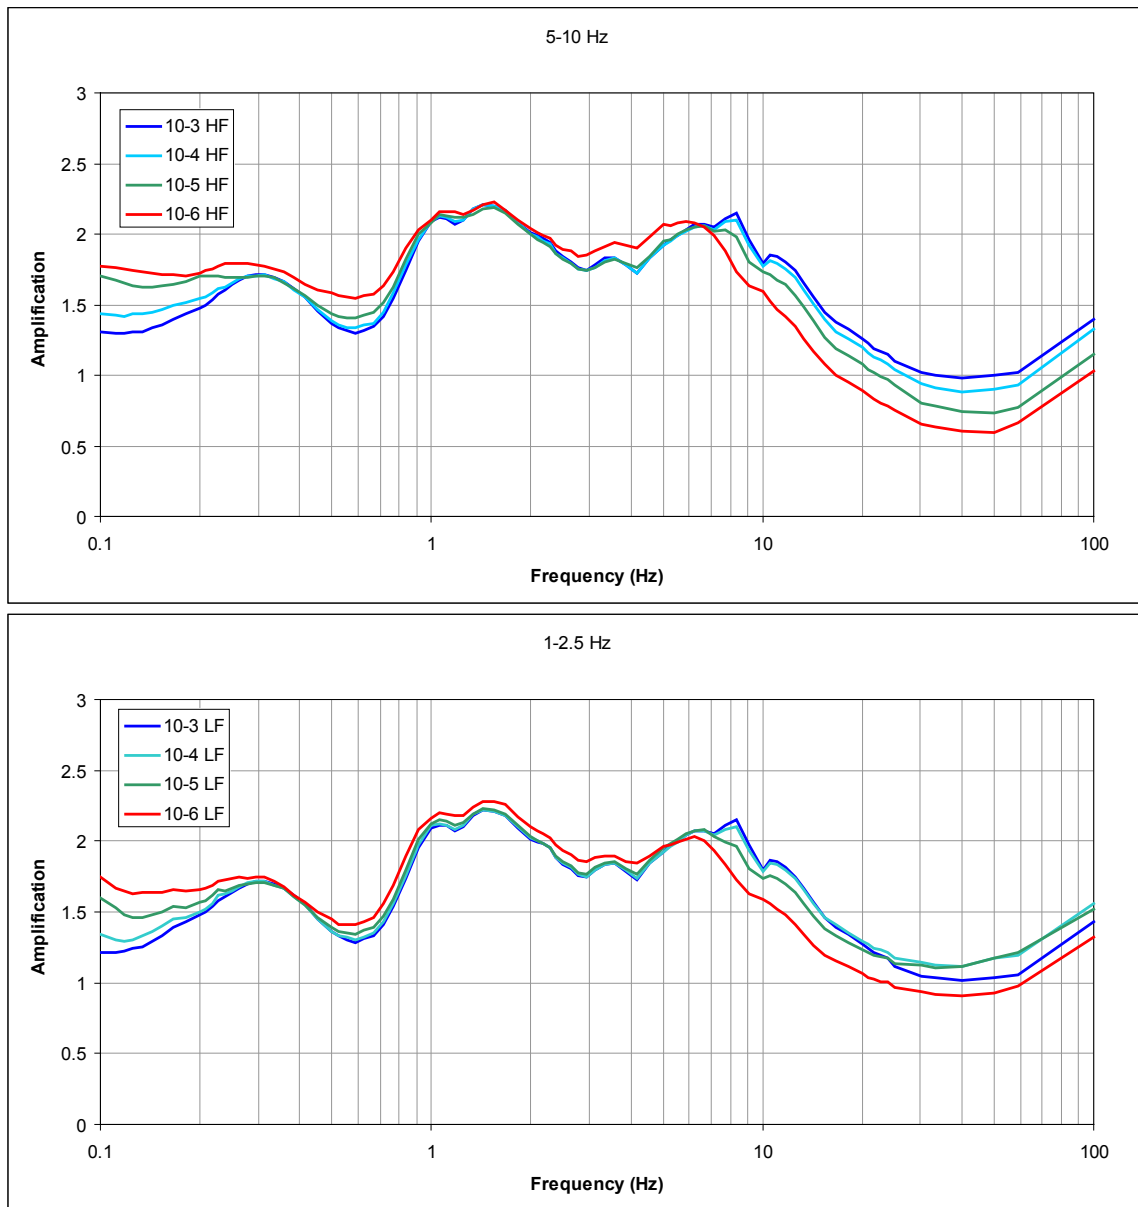 5-10 Hz
3
2.5
2
1.5
1
0.5
0
Amplification
10-3 HF
10-4 HF
10-5 HF
10-6 HF
0.1
1
10
100
Frequency (Hz)
1-2.5 Hz
3
2.5
2
1.5
1
0.5
0
Amplification
10-3 LF
10-4 LF
10-5 LF
10-6 LF
0.1
1
10
100
Frequency (Hz)